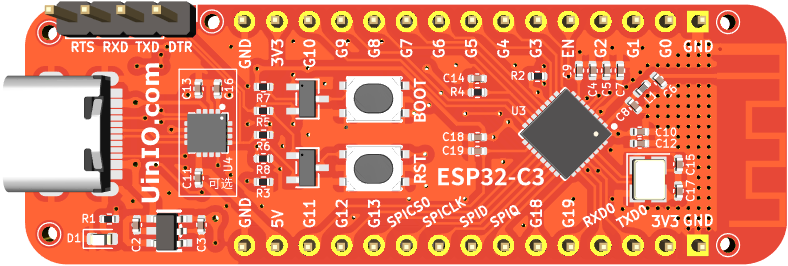 RTS RXD TXD DTR
GND 3V3 G10 G9 G8 G7 G6 G5 G4 G3 EN G2 G1 G0 GND
UinIO.com
C13 C16
R7
R5
R6
R8
R3
U4
C11
可选
BOOT
RST
C14
R4
R2
C9 C4 C5 C7
U3
C8 L1 C6
C18
C19
C10
C12
ESP32-C3
C15
C17
R1
D1
C2
C3
GND 5V G11 G12 G13 SPICS0 SPICLK SPID SPIQ G18 G19 RXD0 TXD0 3V3 GND